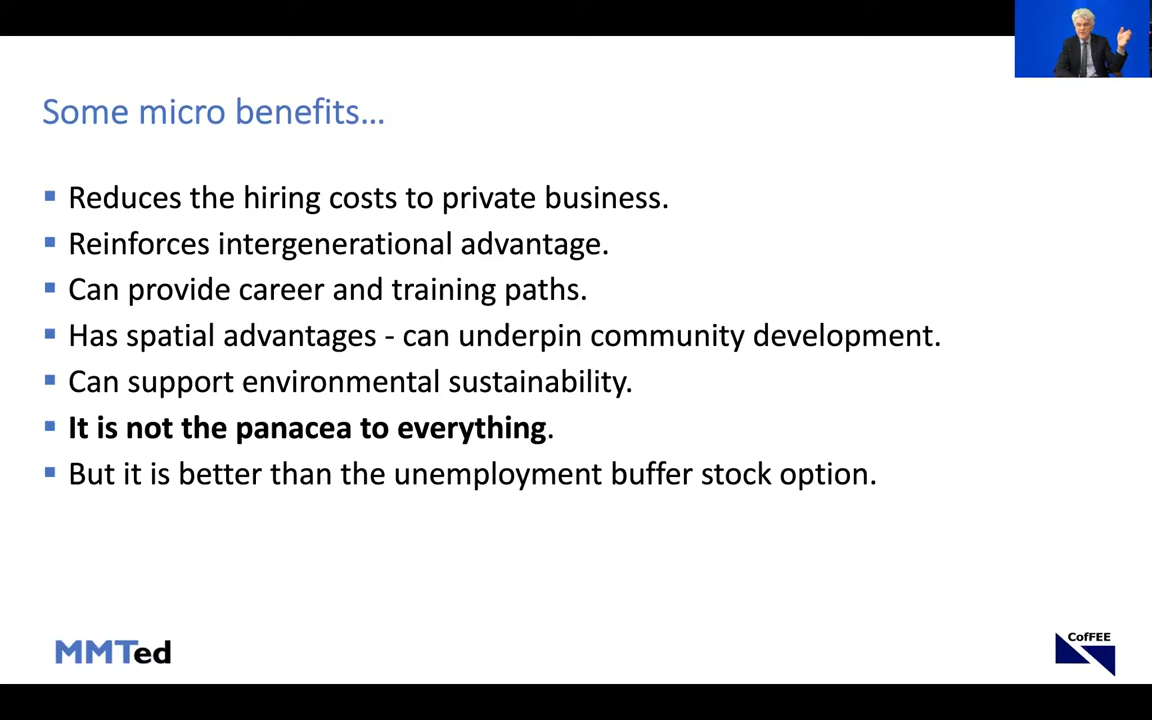 Some micro benefits...
Reduces the hiring costs to private business.
Reinforces intergenerational advantage.
Can provide career and training paths.
Has spatial advantages - can underpin community development.
Can support environmental sustainability.
It is not the panacea to everything.
But it is better than the unemployment buffer stock option.
MMTed
CofFEE